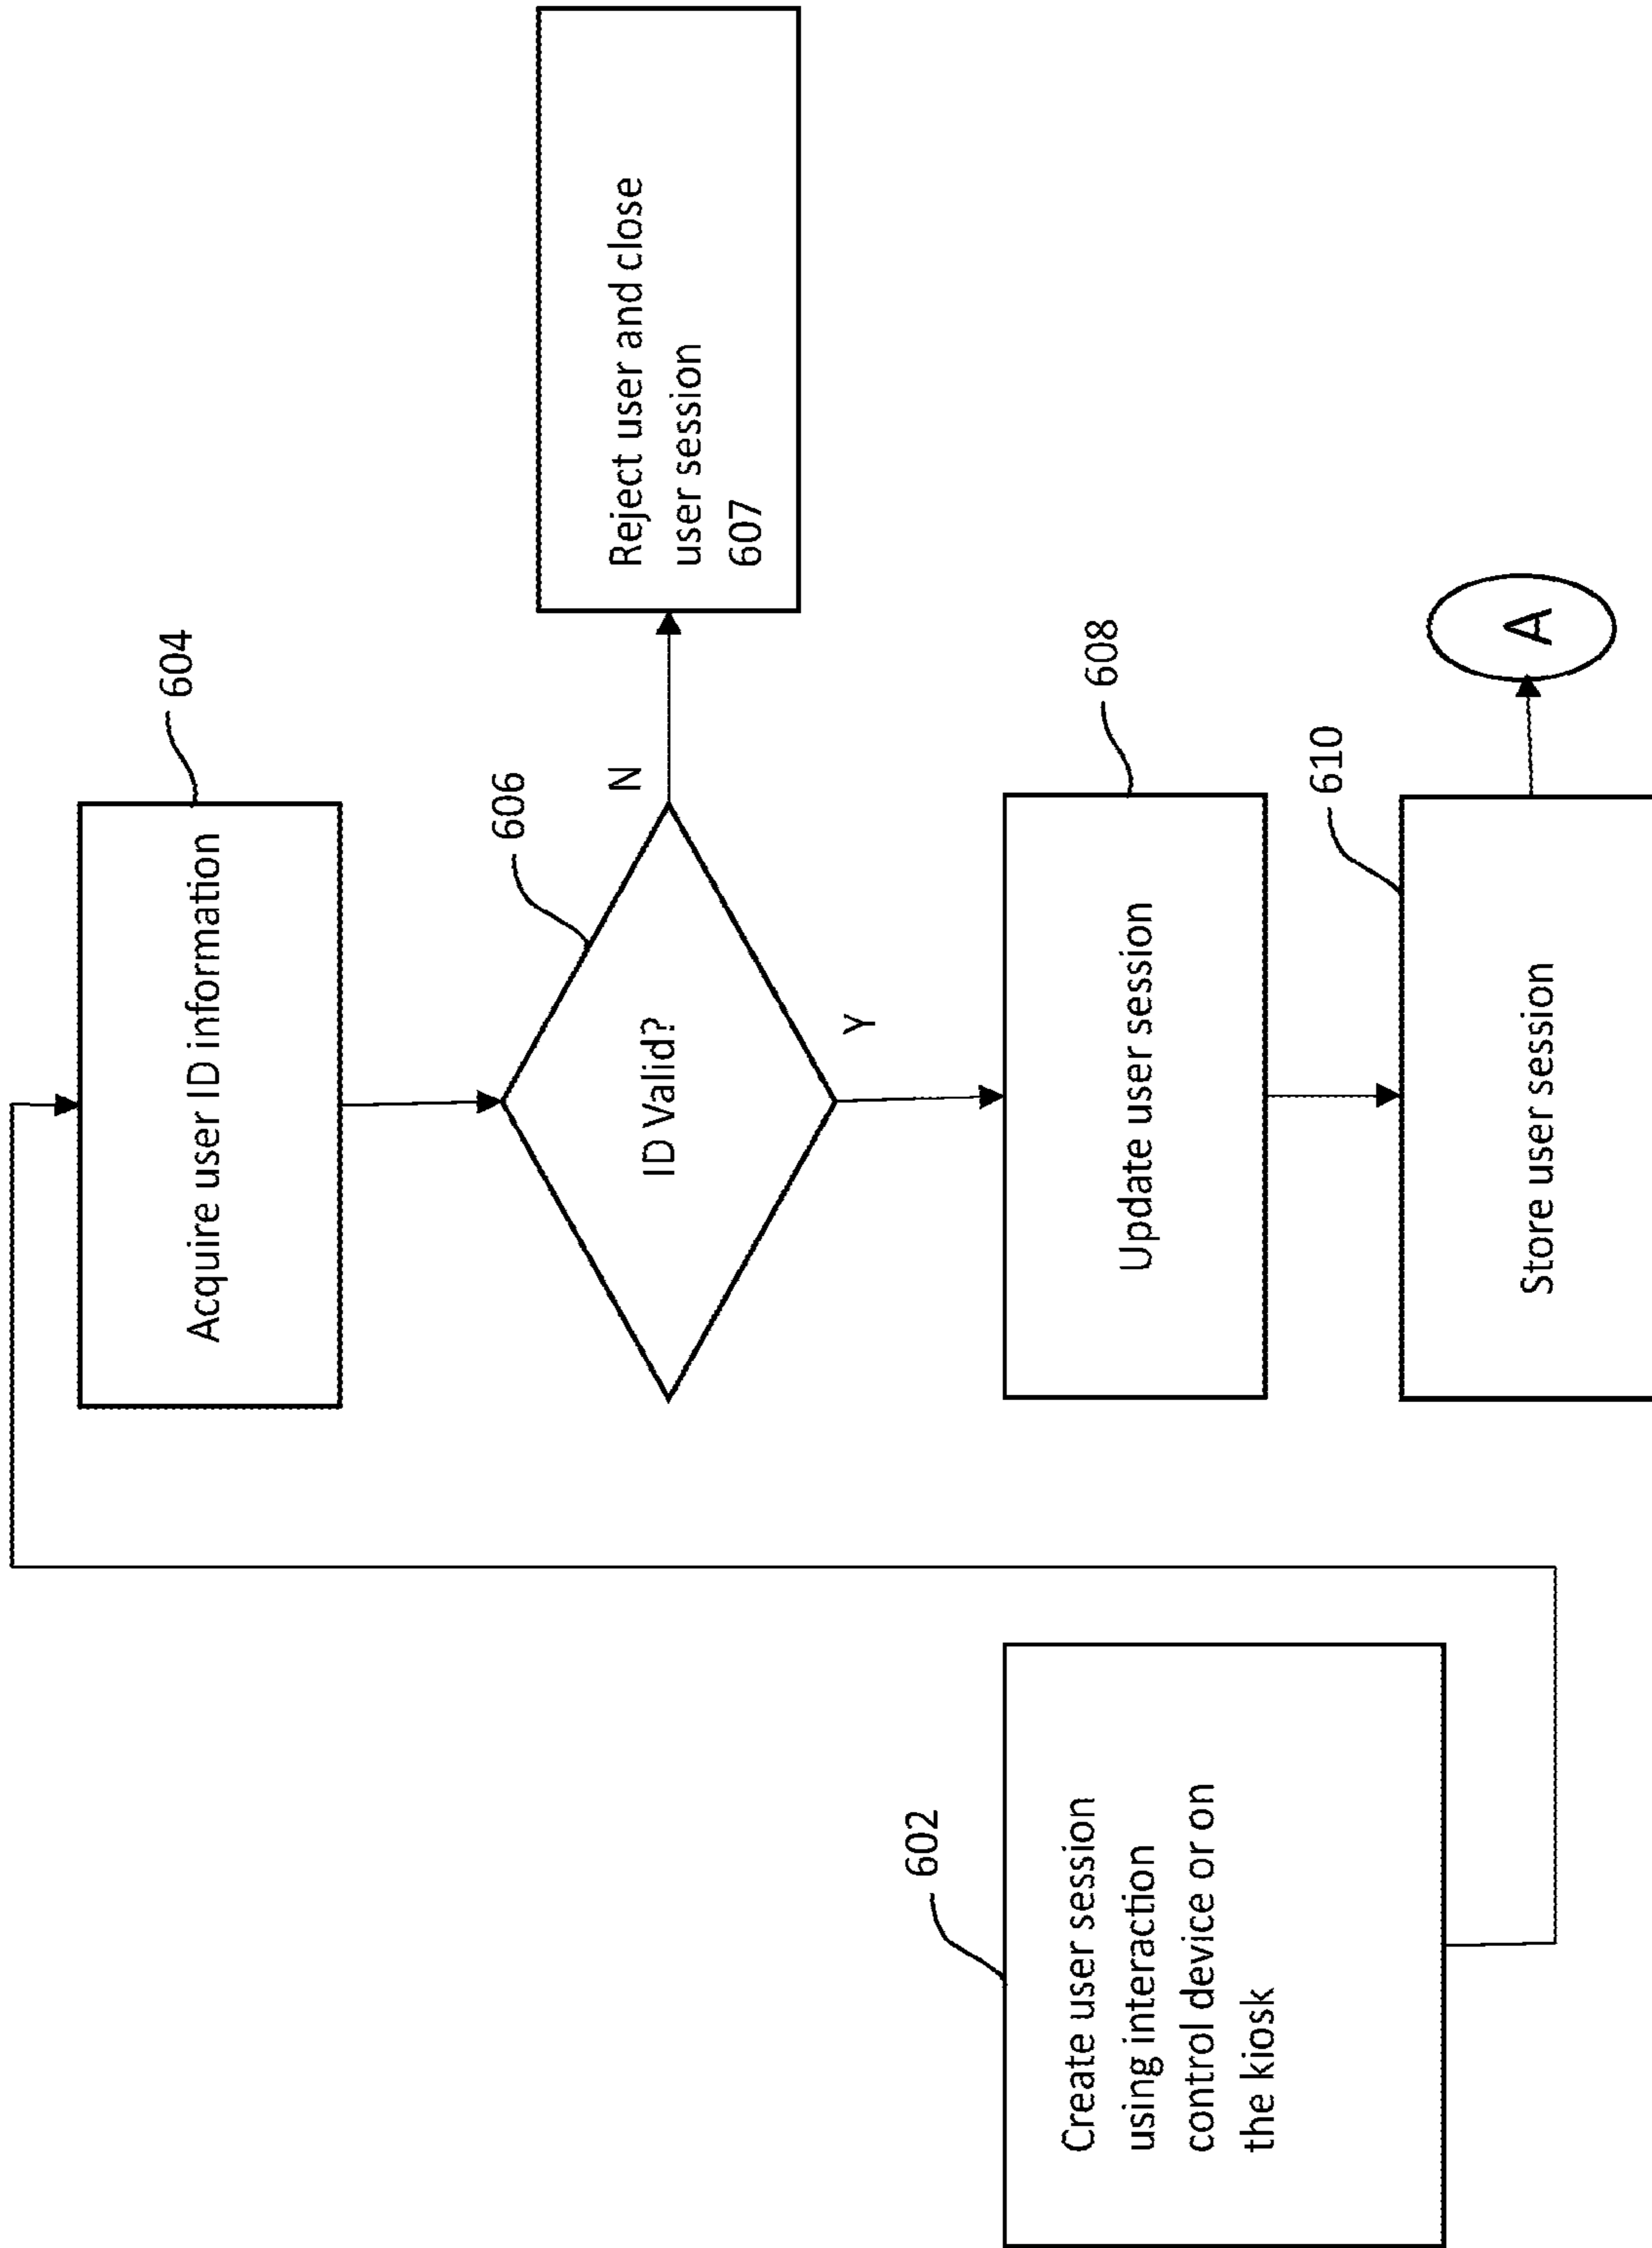 602
Create user session
using interaction
control device or on
the kiosk
604
Acquire user ID information
606
ID Valid?
N
Reject user and close
user session
607
Y
608
Update user session
610
Store user session
A